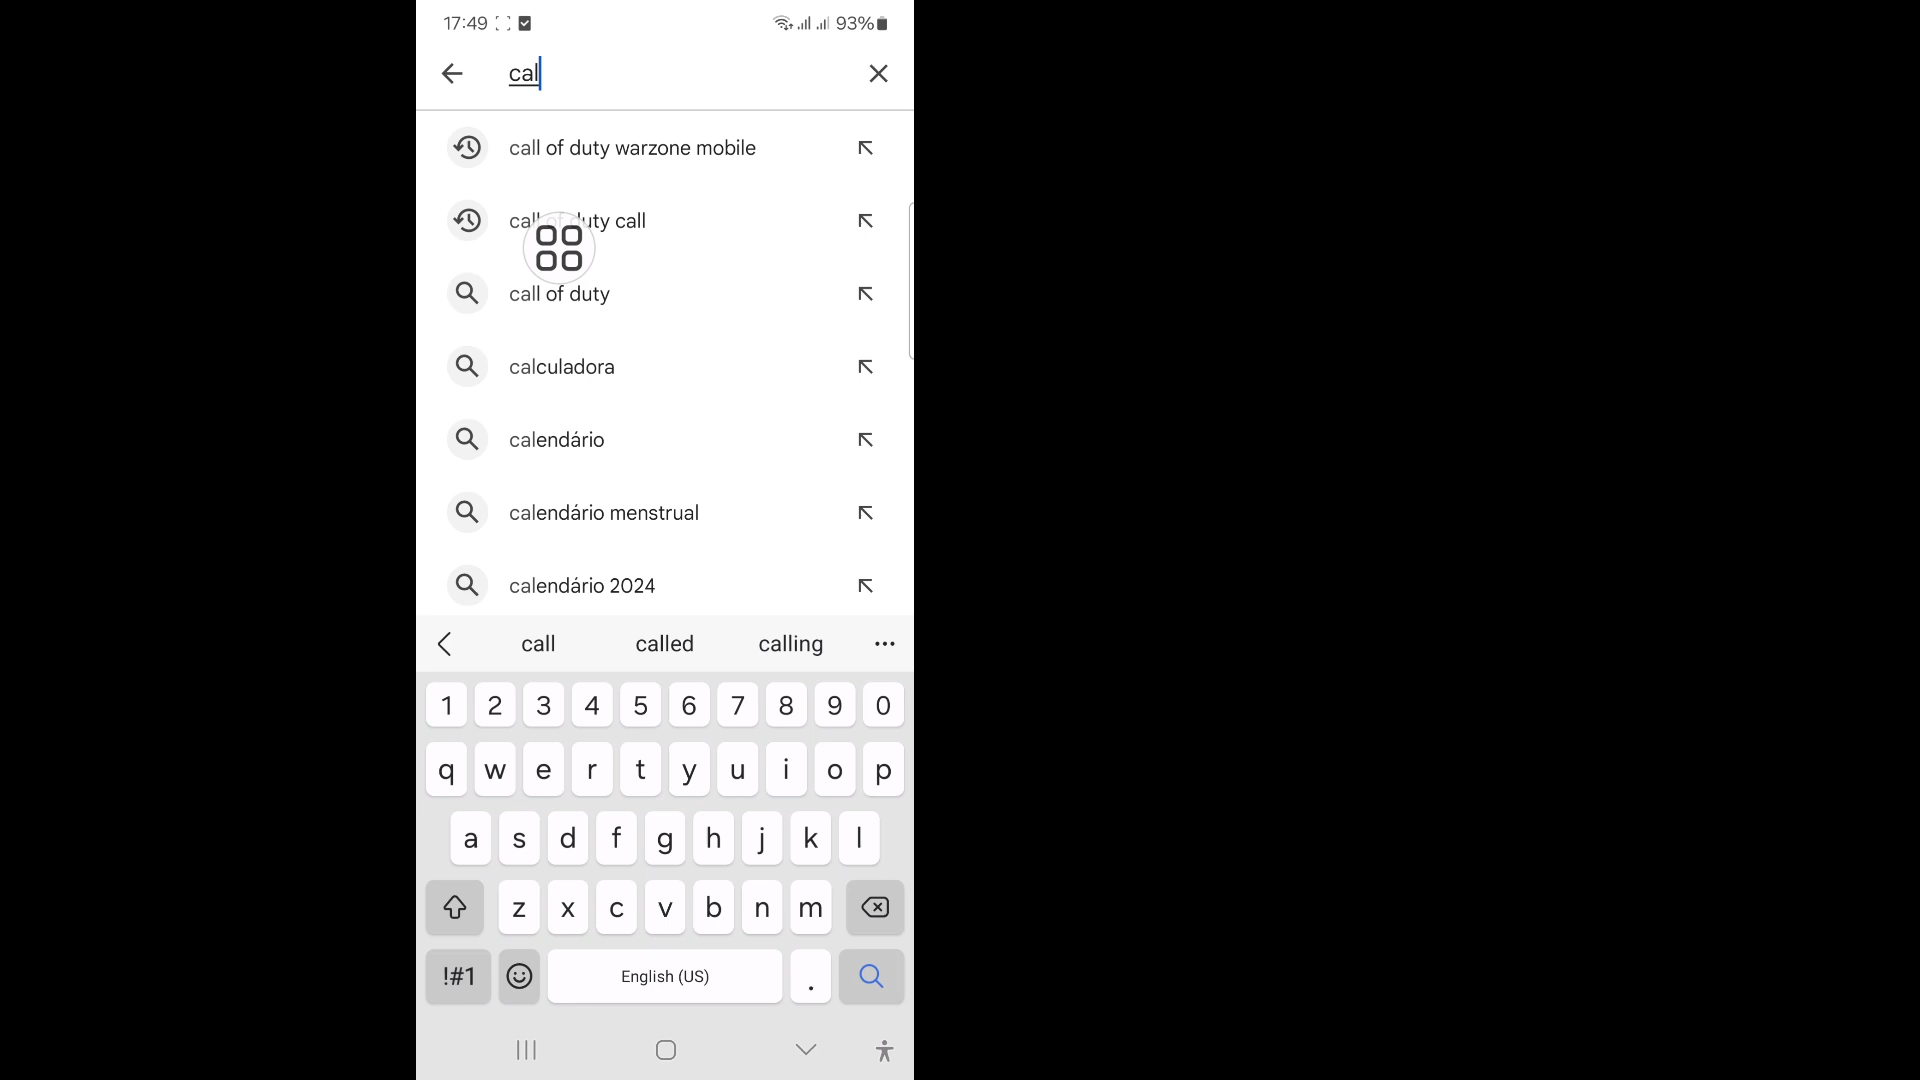 17:49 93%
cal
call of duty warzone mobile
call of duty call
call of duty
calculadora
calendário
calendário menstrual
calendário 2024
call called calling
1 2 3 4 5 6 7 8 9 0
q w e r t y u i o p
a s d f g h j k l
z x c v b n m
!#1 English (US) .